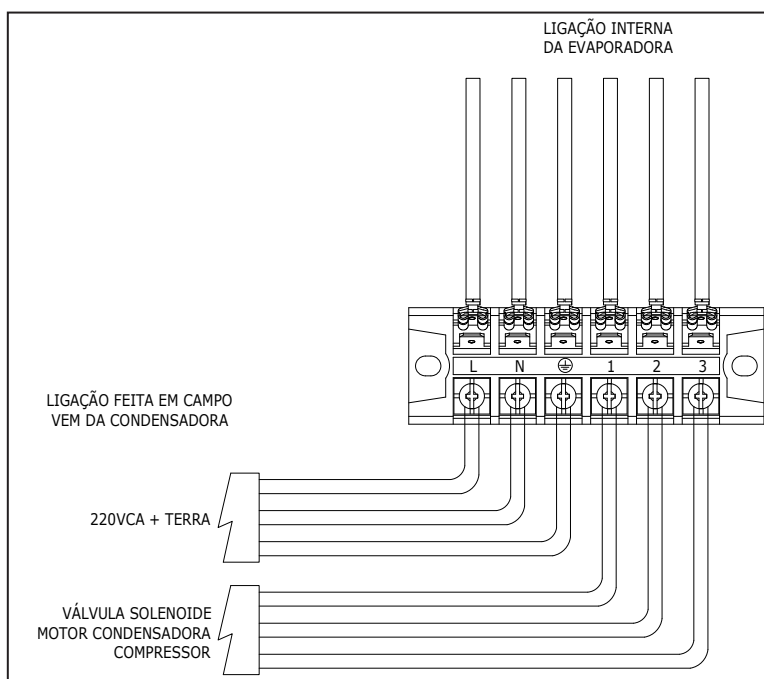 LIGAÇÃO INTERNA
DA EVAPORADORA
L N ⏚ 1 2 3
LIGAÇÃO FEITA EM CAMPO
VEM DA CONDENSADORA
220VCA + TERRA
VÁLVULA SOLENOIDE
MOTOR CONDENSADORA
COMPRESSOR